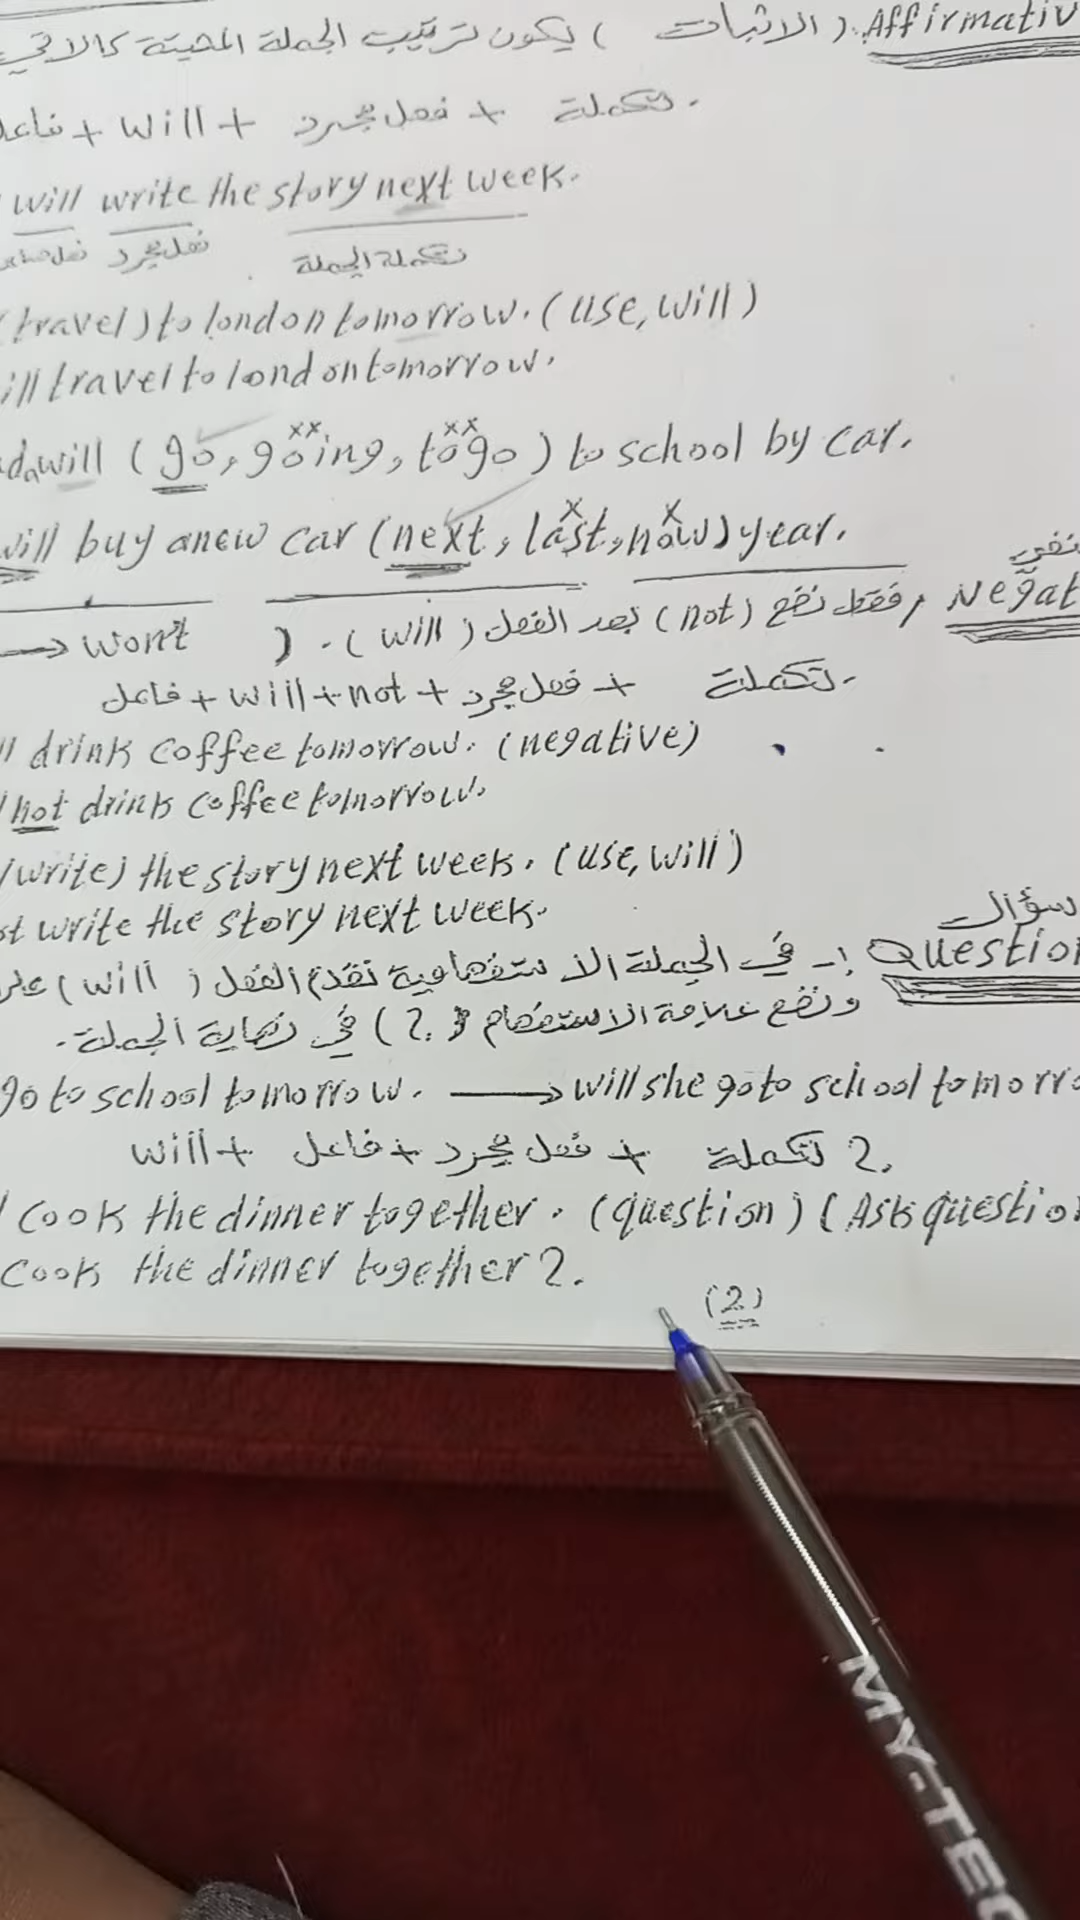 Affirmativ (الاثبات) يكون ترتيب الجملة المثبتة كالاتي
فاعل + will + فعل مجرد + تكملة.
will write the story next week.
فعل مجرد تكملة الجملة
(travel) to london tomorrow. (use, will)
ill travel to london tomorrow.
will (go, going, to go) to school by car.
will buy a new car (next, last, now) year.
نفي
Negat فقط نضع (not) بعد الفعل (will). (
→ won't
فاعل + will + not + فعل مجرد + تكملة.
ll drink coffee tomorrow. (negative)
not drink coffee tomorrow.
(write) the story next week. (use, will)
ot write the story next week.
سؤال
Question :- في الجملة الاستفهامية نقدم الفعل (will)
ونضع علامة الاستفهام (?) في نهاية الجملة.
go to school tomorrow. → will she go to school tomorro
will + فاعل + فعل مجرد + تكملة ?.
cook the dinner together. (question) (Ask questio
cook the dinner together ?.
(2)
MY-TEC